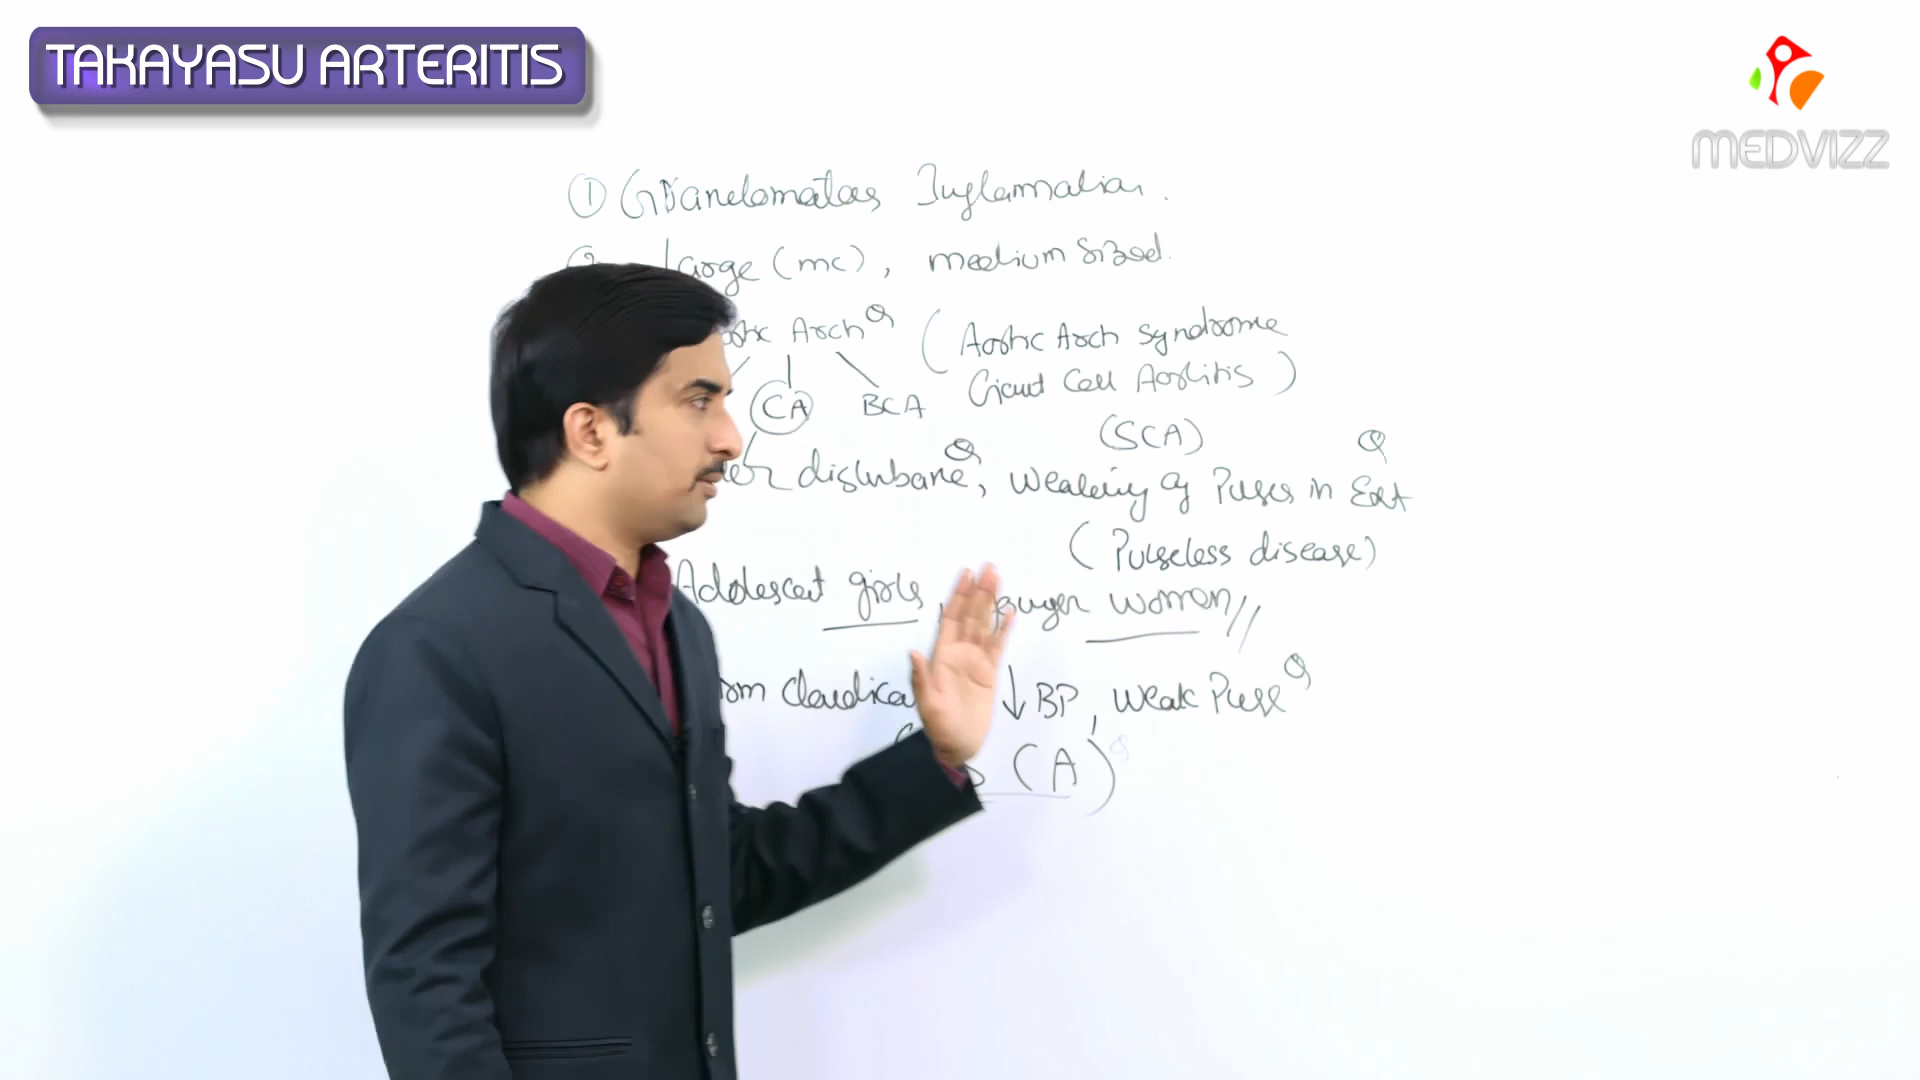 TAKAYASU ARTERITIS
MEDVIZZ
① Granulomatous Inflammation.
large (mc), medium sized.
Arch Q (Aortic Arch syndrome
CA BCA Giant Cell Aortitis)
(SCA) Q
disturbance Q, weakening of Pulses in Ext
(Pulseless disease)
Adolescent girls, younger women //
↓ BP, weak Pulse Q
(A)